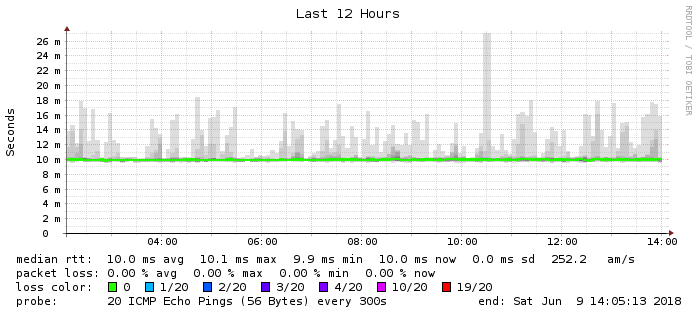 Last 12 Hours
RRDTOOL / TOBI OETIKER
Seconds
26 m
24 m
22 m
20 m
18 m
16 m
14 m
12 m
10 m
8 m
6 m
4 m
2 m
0
04:00 06:00 08:00 10:00 12:00 14:00
median rtt: 10.0 ms avg 10.1 ms max 9.9 ms min 10.0 ms now 0.0 ms sd 252.2 am/s
packet loss: 0.00 % avg 0.00 % max 0.00 % min 0.00 % now
loss color: 0 1/20 2/20 3/20 4/20 10/20 19/20
probe: 20 ICMP Echo Pings (56 Bytes) every 300s end: Sat Jun 9 14:05:13 2018